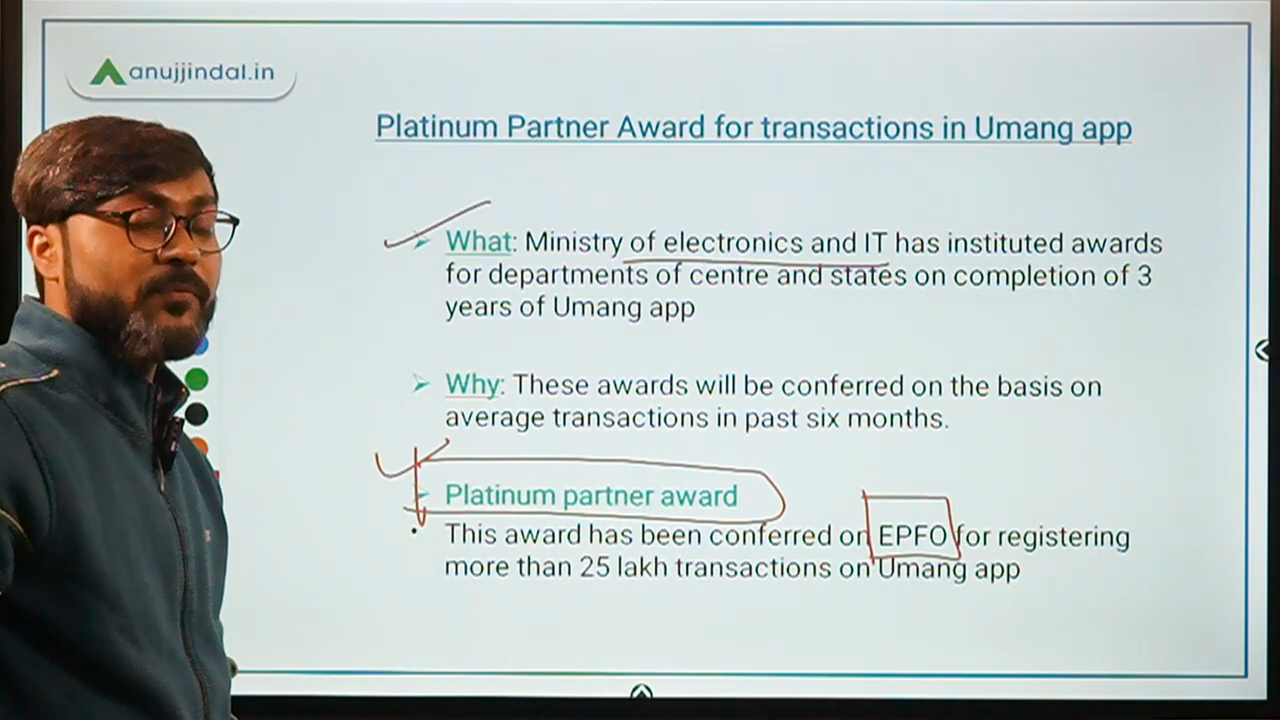 anujjindal.in
Platinum Partner Award for transactions in Umang app
What: Ministry of electronics and IT has instituted awards
for departments of centre and states on completion of 3
years of Umang app
Why: These awards will be conferred on the basis on
average transactions in past six months.
Platinum partner award
This award has been conferred on EPFO for registering
more than 25 lakh transactions on Umang app